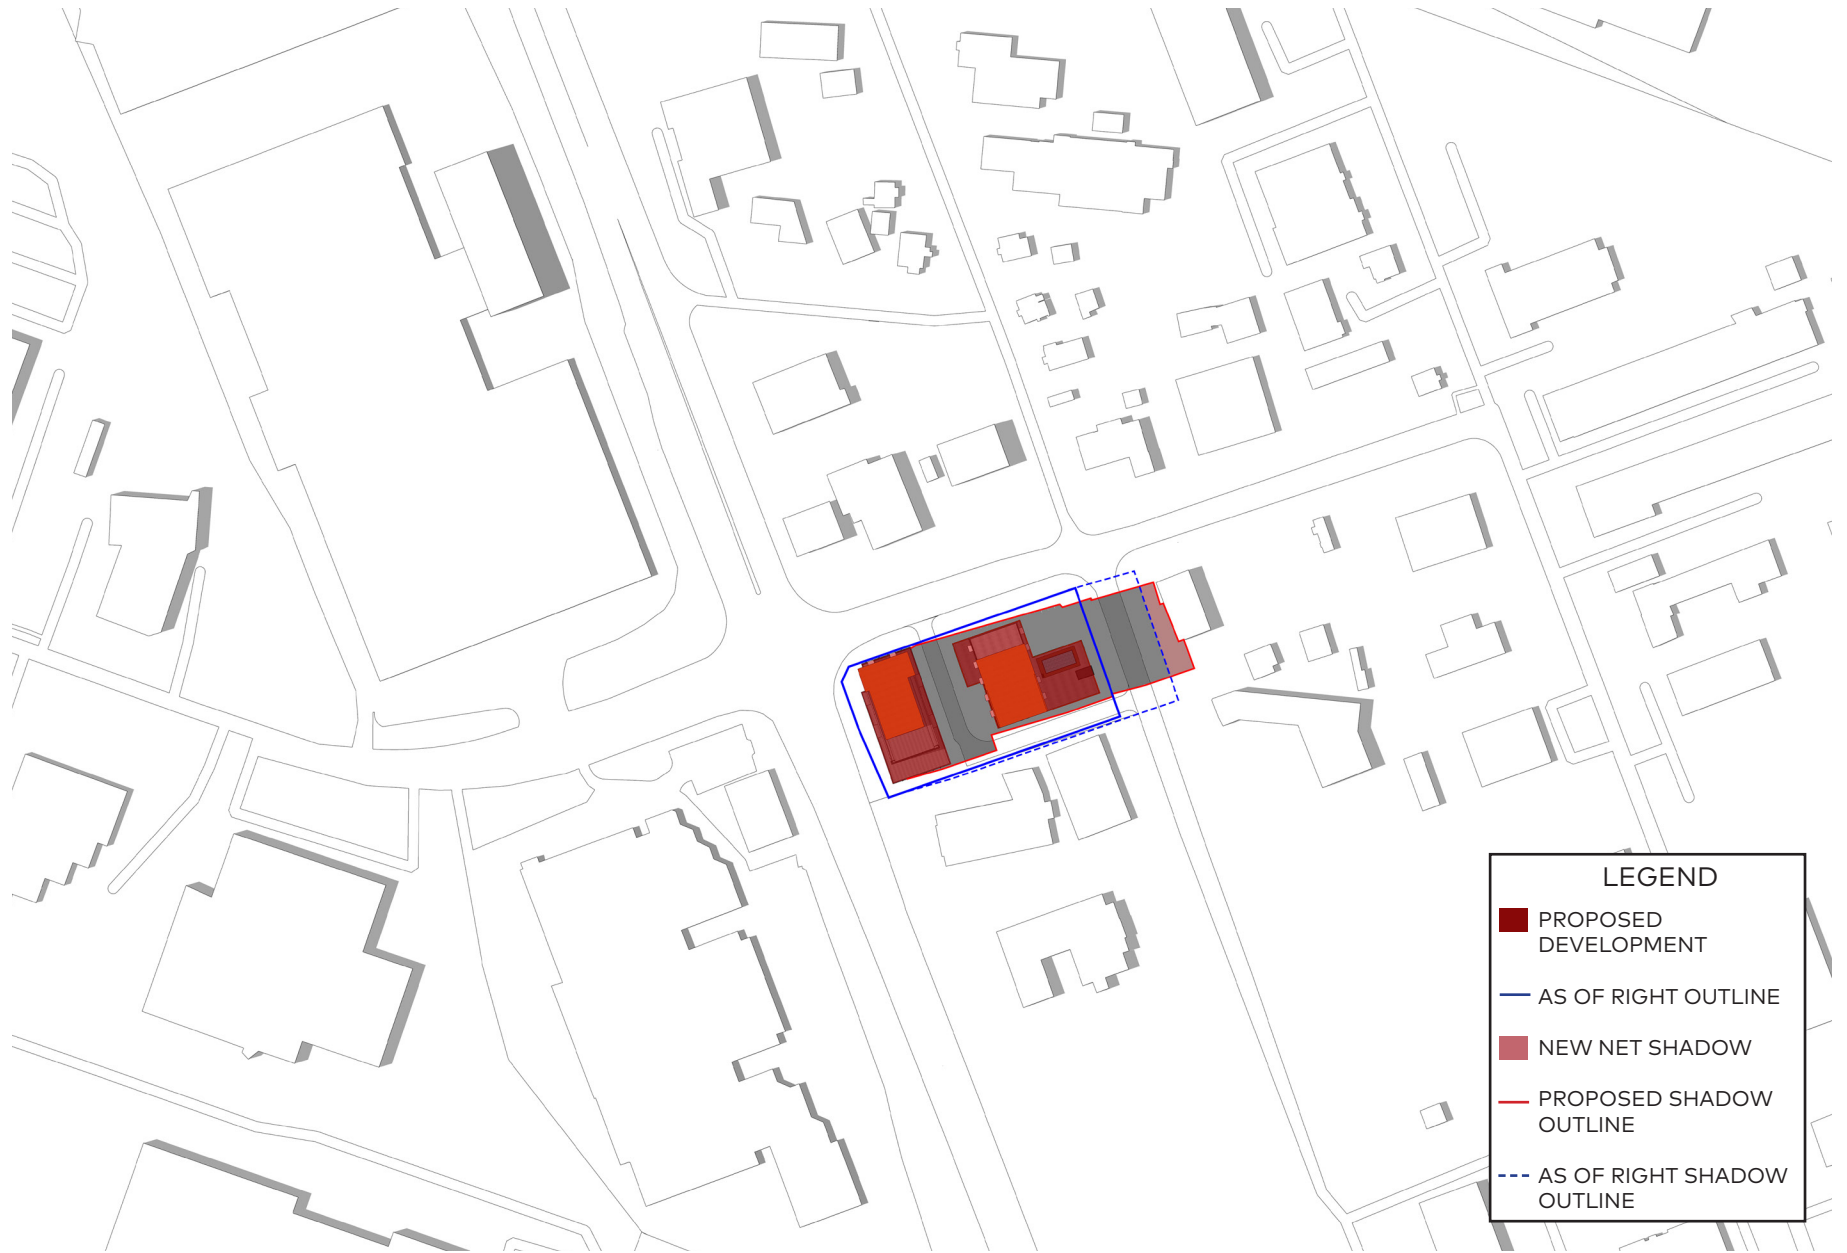 LEGEND
PROPOSED
DEVELOPMENT
AS OF RIGHT OUTLINE
NEW NET SHADOW
PROPOSED SHADOW
OUTLINE
AS OF RIGHT SHADOW
OUTLINE